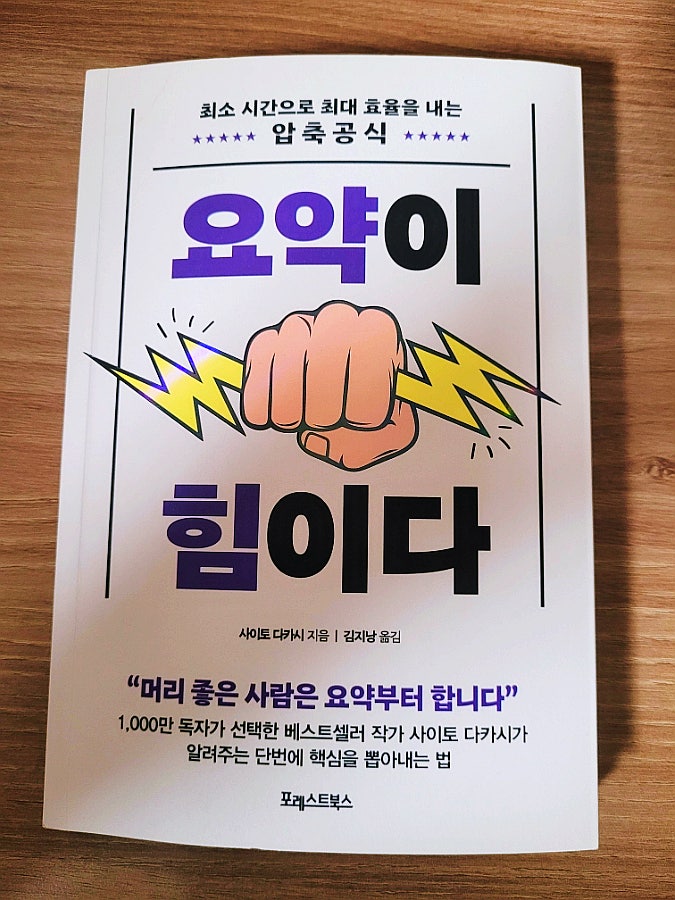 최소 시간으로 최대 효율을 내는
★★★★★ 압축공식 ★★★★★
요약이
힘이다
사이토 다카시 지음 | 김지낭 옮김
“머리 좋은 사람은 요약부터 합니다”
1,000만 독자가 선택한 베스트셀러 작가 사이토 다카시가
알려주는 단번에 핵심을 뽑아내는 법
포레스트북스